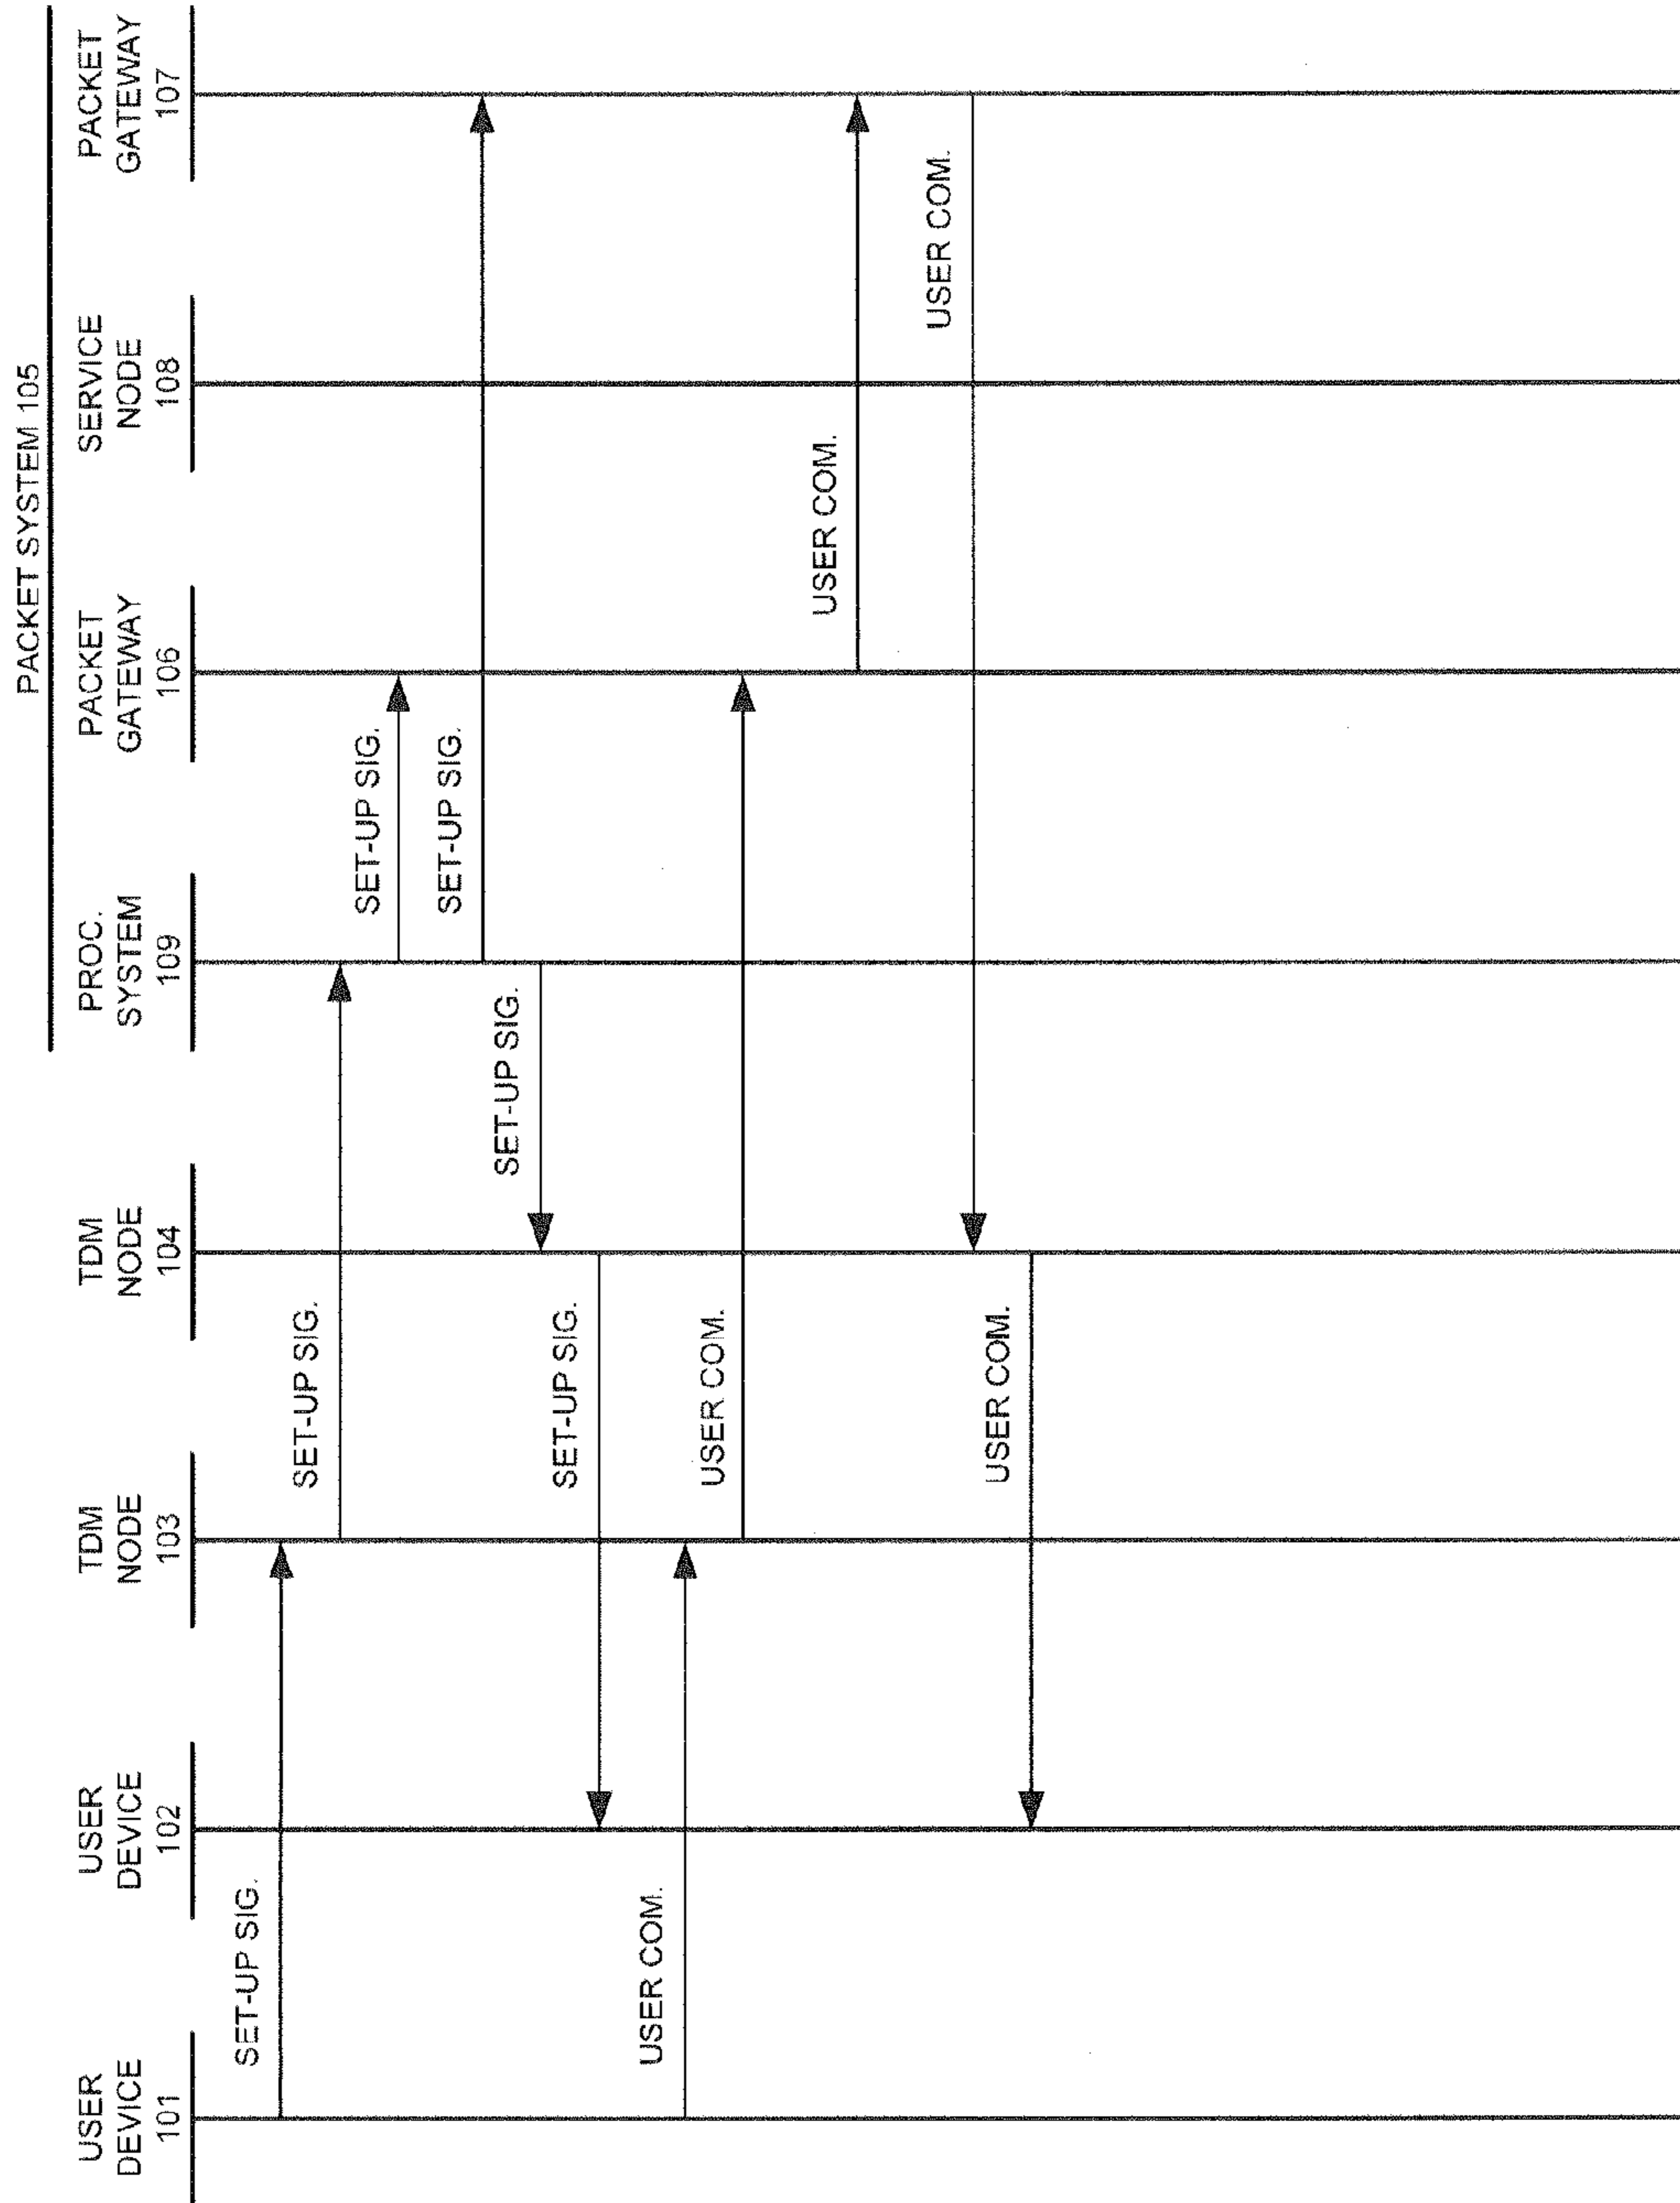 PACKET SYSTEM 105
USER
DEVICE
101
USER
DEVICE
102
TDM
NODE
103
TDM
NODE
104
PROC.
SYSTEM
109
PACKET
GATEWAY
106
SERVICE
NODE
108
PACKET
GATEWAY
107
SET-UP SIG.
SET-UP SIG.
SET-UP SIG.
SET-UP SIG.
SET-UP SIG.
SET-UP SIG.
USER COM.
USER COM.
USER COM.
USER COM.
USER COM.